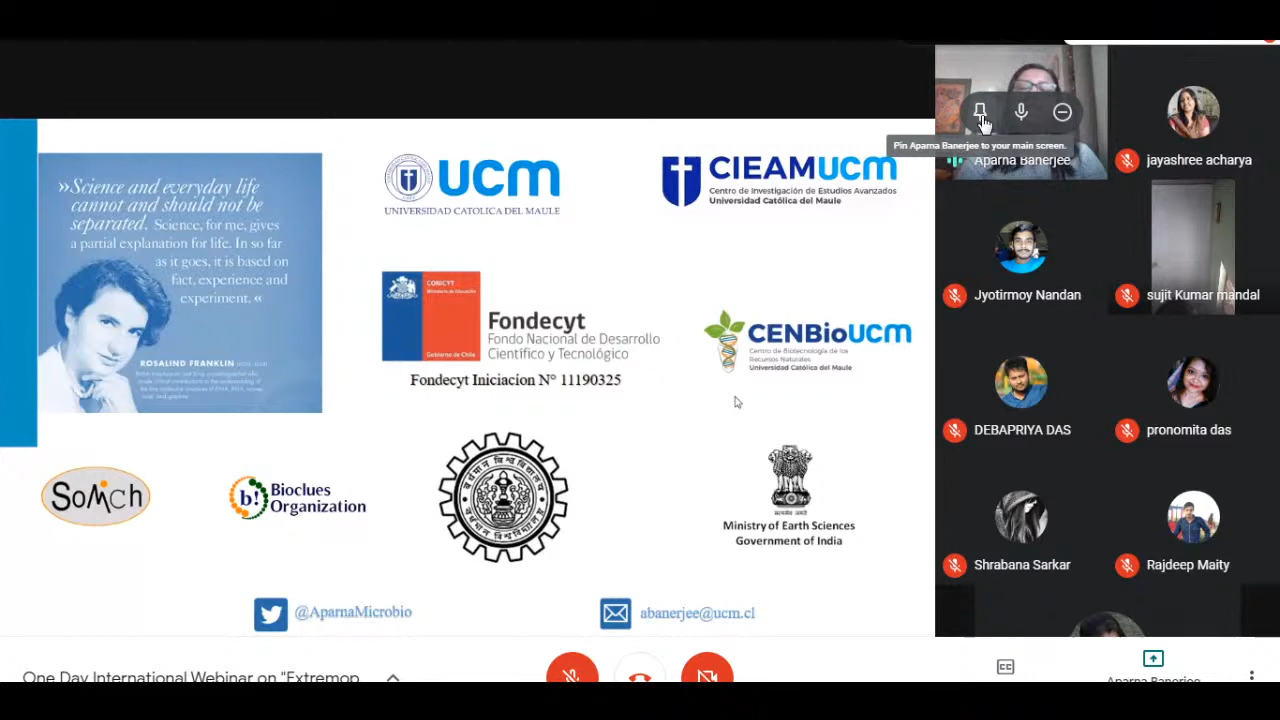 »Science and everyday life
cannot and should not be
separated. Science, for me, gives
a partial explanation for life. In so far
as it goes, it is based on
fact, experience and
experiment. «
ROSALIND FRANKLIN
UCM
UNIVERSIDAD CATOLICA DEL MAULE
CIEAMUCM
Centro de Investigación de Estudios Avanzados
Universidad Católica del Maule
CONICYT
Ministerio de Educación
Gobierno de Chile
Fondecyt
Fondo Nacional de Desarrollo
Científico y Tecnológico
Fondecyt Iniciacion N° 11190325
CENBioUCM
Centro de Biotecnología de los
Recursos Naturales
Universidad Católica del Maule
SoMch
b!
Bioclues
Organization
Ministry of Earth Sciences
Government of India
@AparnaMicrobio
abanerjee@ucm.cl
Pin Aparna Banerjee to your main screen.
Aparna Banerjee
jayashree acharya
Jyotirmoy Nandan
sujit Kumar mandal
DEBAPRIYA DAS
pronomita das
Shrabana Sarkar
Rajdeep Maity
One Day International Webinar on "Extremop
CC
Aparna Banerjee